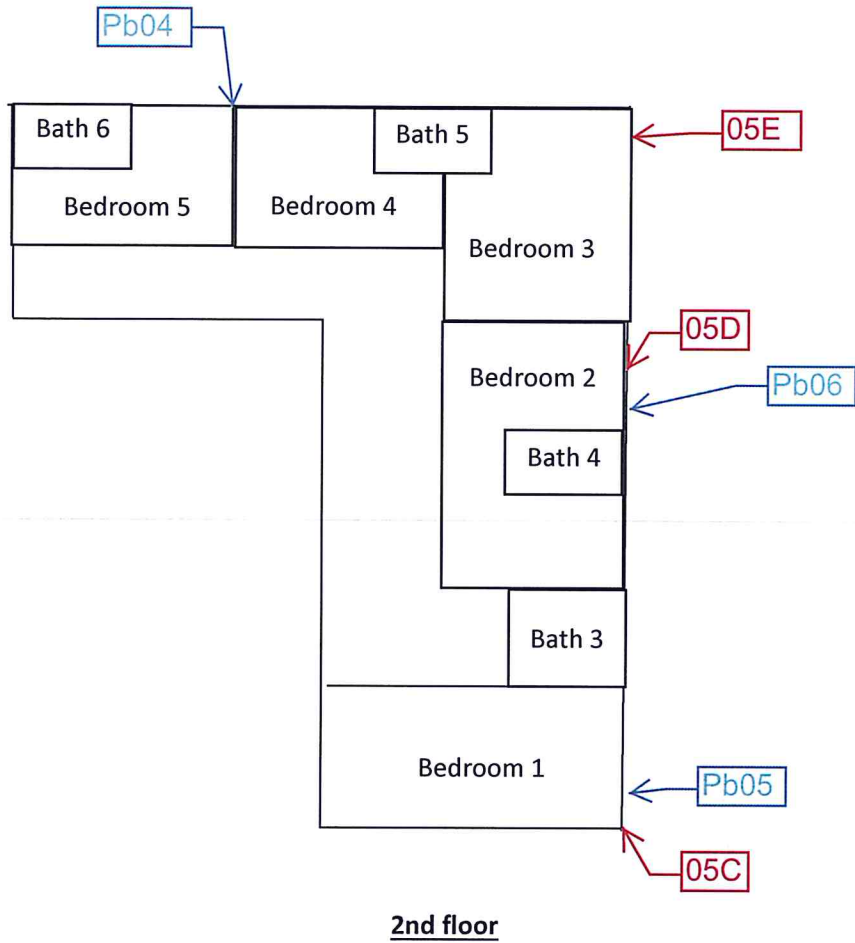 Pb04
Bath 6
Bath 5
05E
Bedroom 5
Bedroom 4
Bedroom 3
05D
Bedroom 2
Pb06
Bath 4
Bath 3
Bedroom 1
Pb05
05C
2nd floor